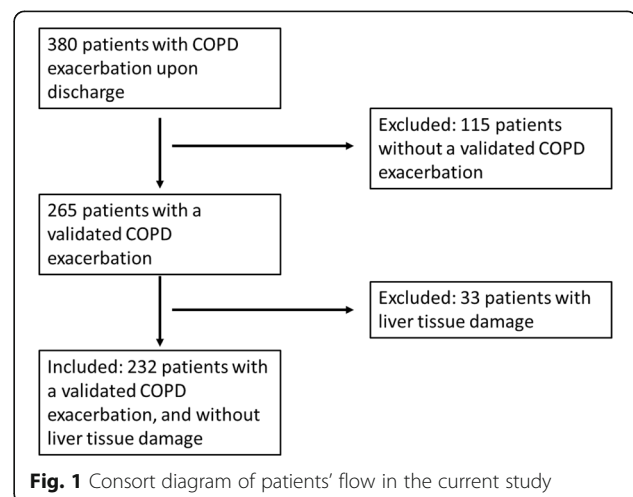 380 patients with COPD
exacerbation upon
discharge
Excluded: 115 patients
without a validated COPD
exacerbation
265 patients with a
validated COPD
exacerbation
Excluded: 33 patients with
liver tissue damage
Included: 232 patients with
a validated COPD
exacerbation, and without
liver tissue damage
Fig. 1 Consort diagram of patients' flow in the current study